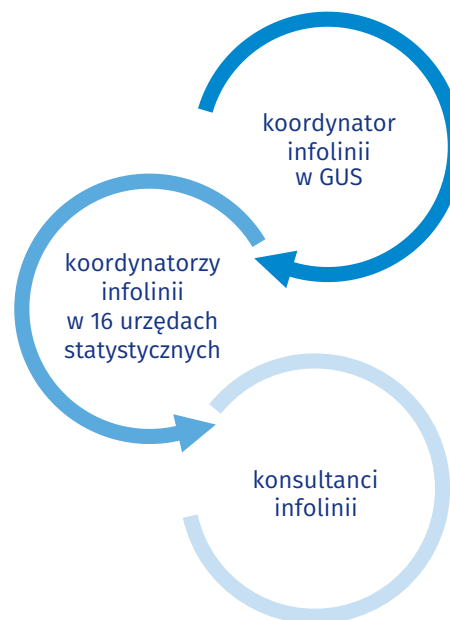 koordynator
infolinii
w GUS
koordynatorzy
infolinii
w 16 urzędach
statystycznych
konsultanci
infolinii